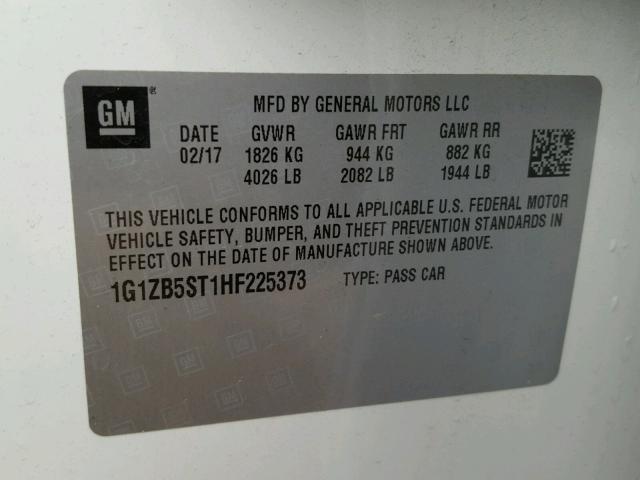 GM ®
MFD BY GENERAL MOTORS LLC
DATE GVWR GAWR FRT GAWR RR
02/17 1826 KG 944 KG 882 KG
4026 LB 2082 LB 1944 LB
THIS VEHICLE CONFORMS TO ALL APPLICABLE U.S. FEDERAL MOTOR
VEHICLE SAFETY, BUMPER, AND THEFT PREVENTION STANDARDS IN
EFFECT ON THE DATE OF MANUFACTURE SHOWN ABOVE.
1G1ZB5ST1HF225373 TYPE: PASS CAR